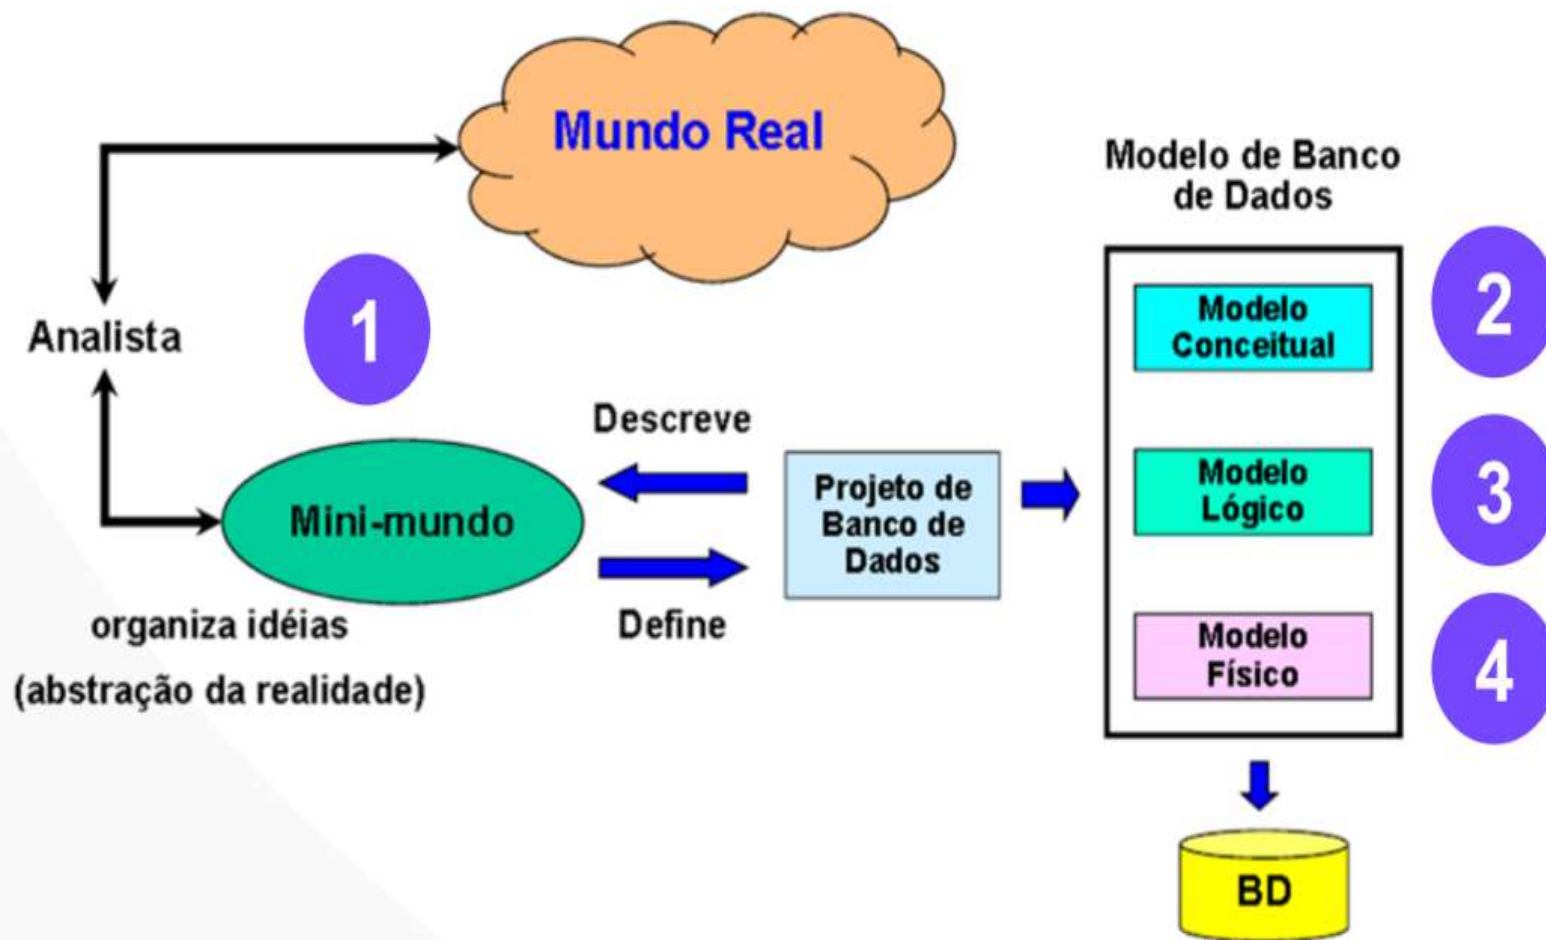 Mundo Real
Modelo de Banco
de Dados
1
2
Analista
Modelo
Conceitual
Descreve
Mini-mundo
Projeto de
Banco de
Dados
Modelo
Lógico
3
organiza idéias
(abstração da realidade)
Define
Modelo
Físico
4
BD